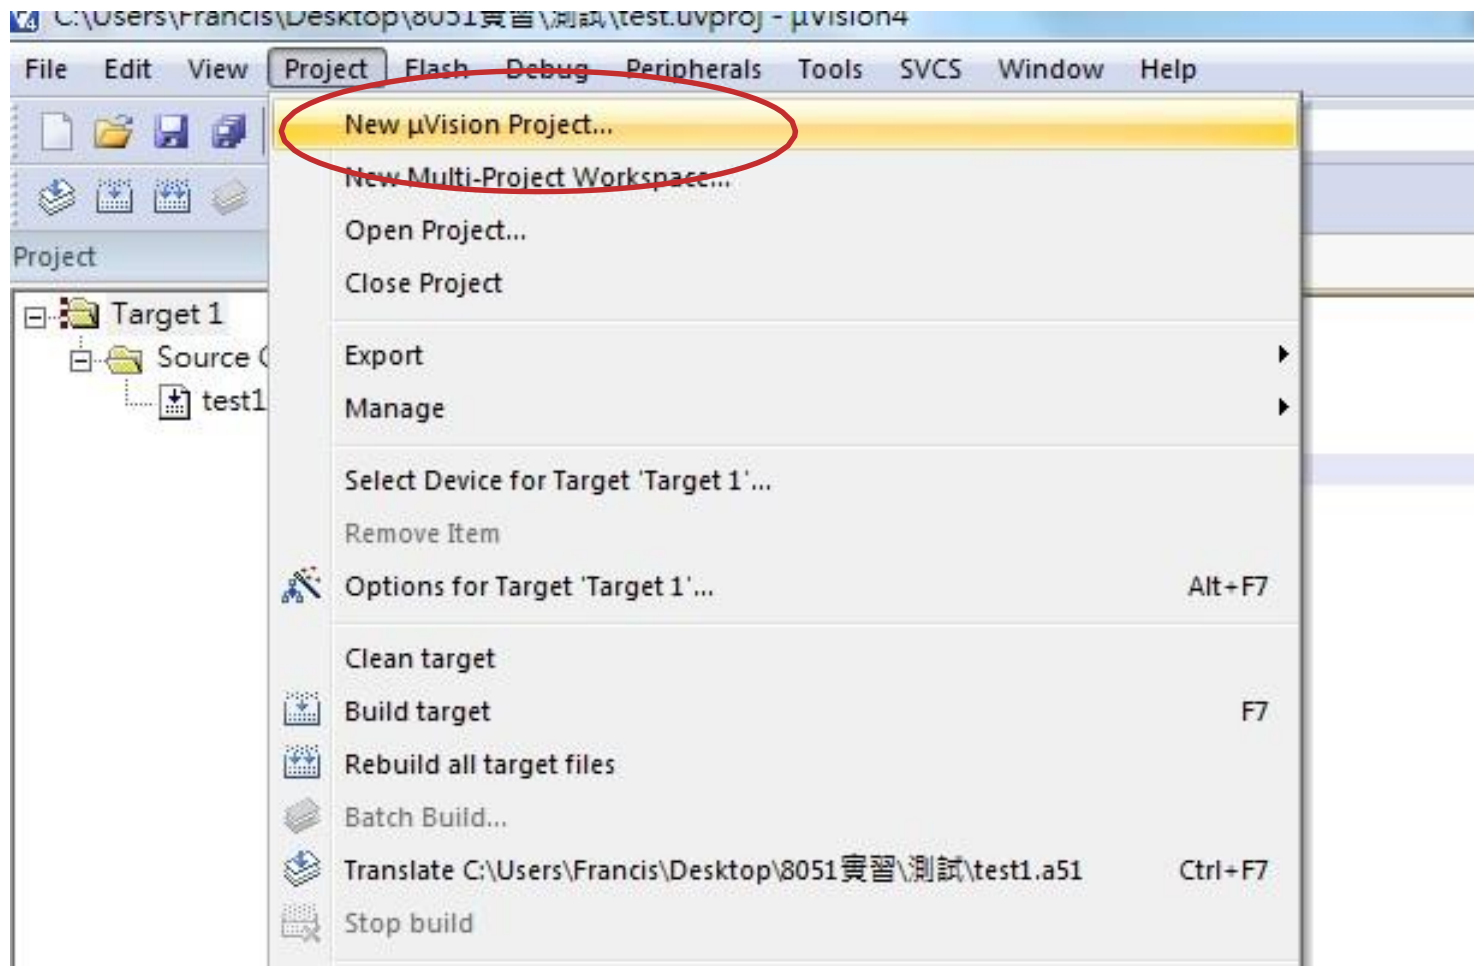 C:\Users\Francis\Desktop\8051實習\測試\test.uvproj - µVision4
File Edit View Project Flash Debug Peripherals Tools SVCS Window Help
New µVision Project...
New Multi-Project Workspace...
Open Project...
Project
Close Project
Target 1
Source
Export
test1
Manage
Select Device for Target 'Target 1'...
Remove Item
Options for Target 'Target 1'... Alt+F7
Clean target
Build target F7
Rebuild all target files
Batch Build...
Translate C:\Users\Francis\Desktop\8051實習\測試\test1.a51 Ctrl+F7
Stop build